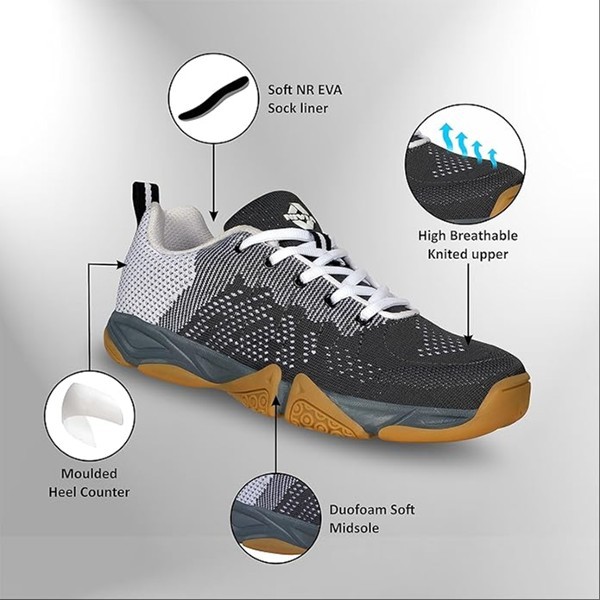 Soft NR EVA
Sock liner
High Breathable
Knited upper
Moulded
Heel Counter
Duofoam Soft
Midsole